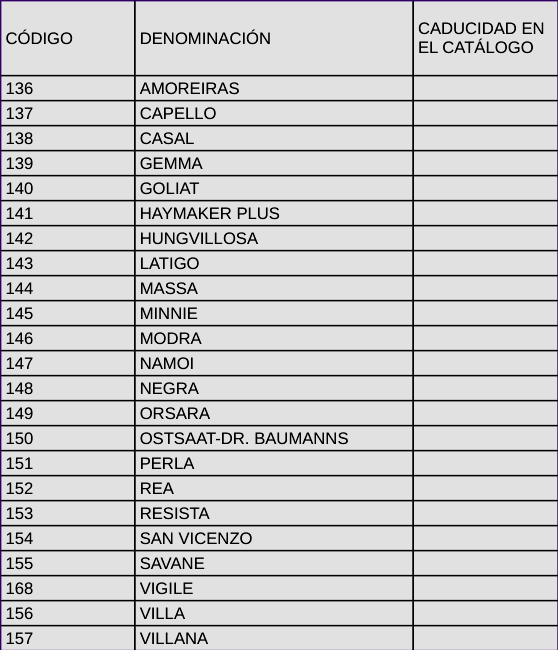 CÓDIGO DENOMINACIÓN CADUCIDAD EN EL CATÁLOGO
136 AMOREIRAS
137 CAPELLO
138 CASAL
139 GEMMA
140 GOLIAT
141 HAYMAKER PLUS
142 HUNGVILLOSA
143 LATIGO
144 MASSA
145 MINNIE
146 MODRA
147 NAMOI
148 NEGRA
149 ORSARA
150 OSTSAAT-DR. BAUMANNS
151 PERLA
152 REA
153 RESISTA
154 SAN VICENZO
155 SAVANE
168 VIGILE
156 VILLA
157 VILLANA